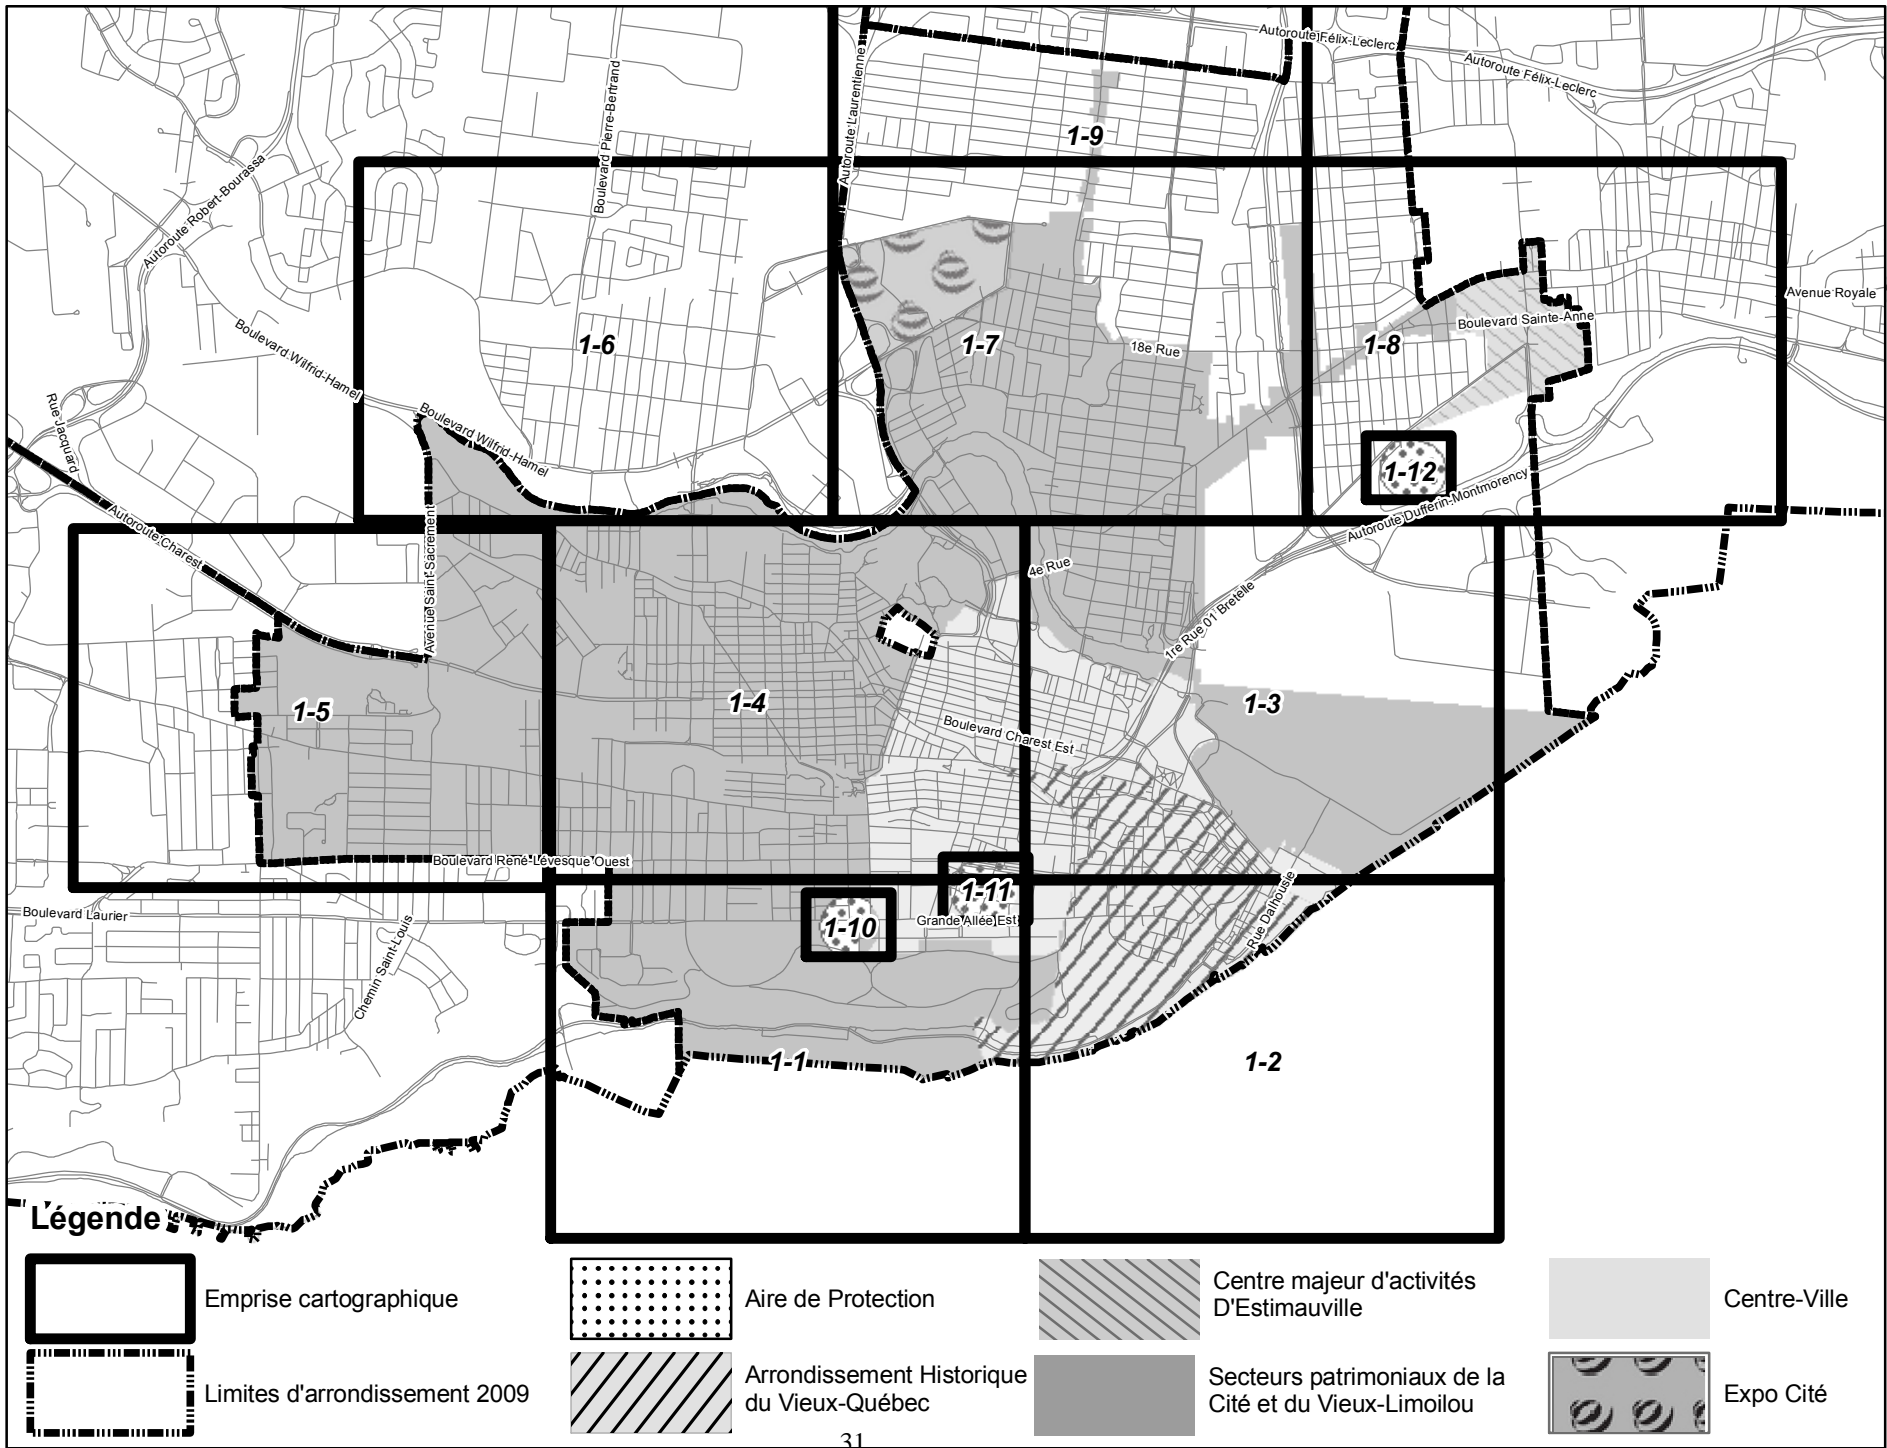 Autoroute Félix-Leclerc
Autoroute Félix-Leclerc
Boulevard Pierre-Bertrand
Autoroute Laurentienne
1-9
Autoroute Robert-Bourassa
Avenue Royale
Boulevard Sainte-Anne
Boulevard Wilfrid-Hamel
1-6
1-7
18e Rue
1-8
Rue Jacquard
Boulevard Wilfrid-Hamel
1-12
Autoroute Dufferin-Montmorency
Autoroute Charest
Avenue Saint-Sacrement
4e Rue
1re Rue 01 Bretelle
1-5
1-4
1-3
Boulevard Charest Est
Boulevard René-Lévesque Ouest
1-11
Boulevard Laurier
Chemin Saint-Louis
1-10
Grande Allée Est
Rue Dalhousie
1-1
1-2
Légende
Emprise cartographique
Aire de Protection
Centre majeur d'activités
D'Estimauville
Centre-Ville
Limites d'arrondissement 2009
Arrondissement Historique
du Vieux-Québec
Secteurs patrimoniaux de la
Cité et du Vieux-Limoilou
Expo Cité
31